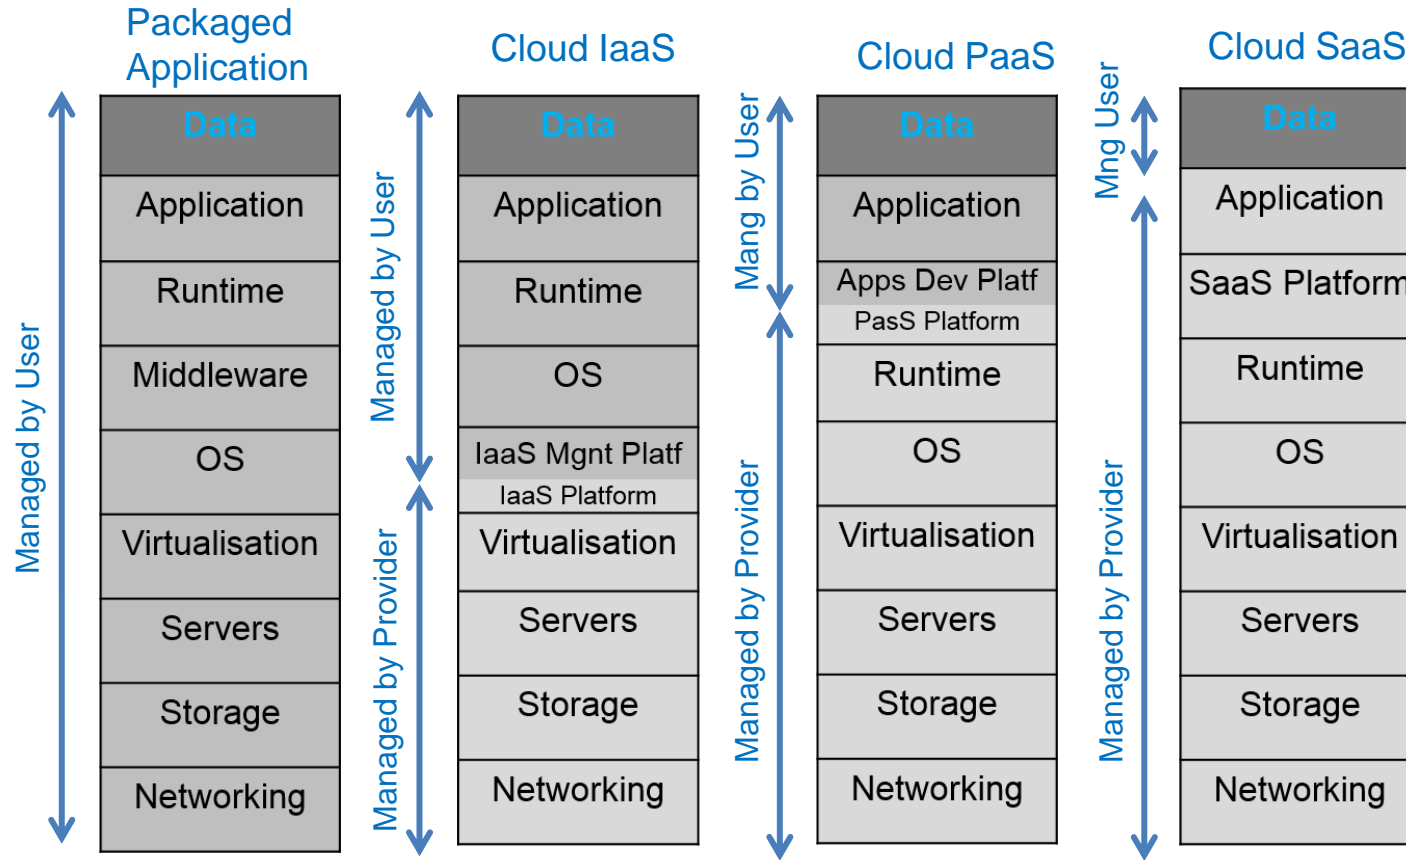 Packaged
Application
Managed by User
Data
Application
Runtime
Middleware
OS
Virtualisation
Servers
Storage
Networking
Cloud IaaS
Managed by User
Managed by Provider
Data
Application
Runtime
OS
IaaS Mgnt Platf
IaaS Platform
Virtualisation
Servers
Storage
Networking
Cloud PaaS
Mang by User
Managed by Provider
Data
Application
Apps Dev Platf
PasS Platform
Runtime
OS
Virtualisation
Servers
Storage
Networking
Cloud SaaS
Mng User
Managed by Provider
Data
Application
SaaS Platform
Runtime
OS
Virtualisation
Servers
Storage
Networking